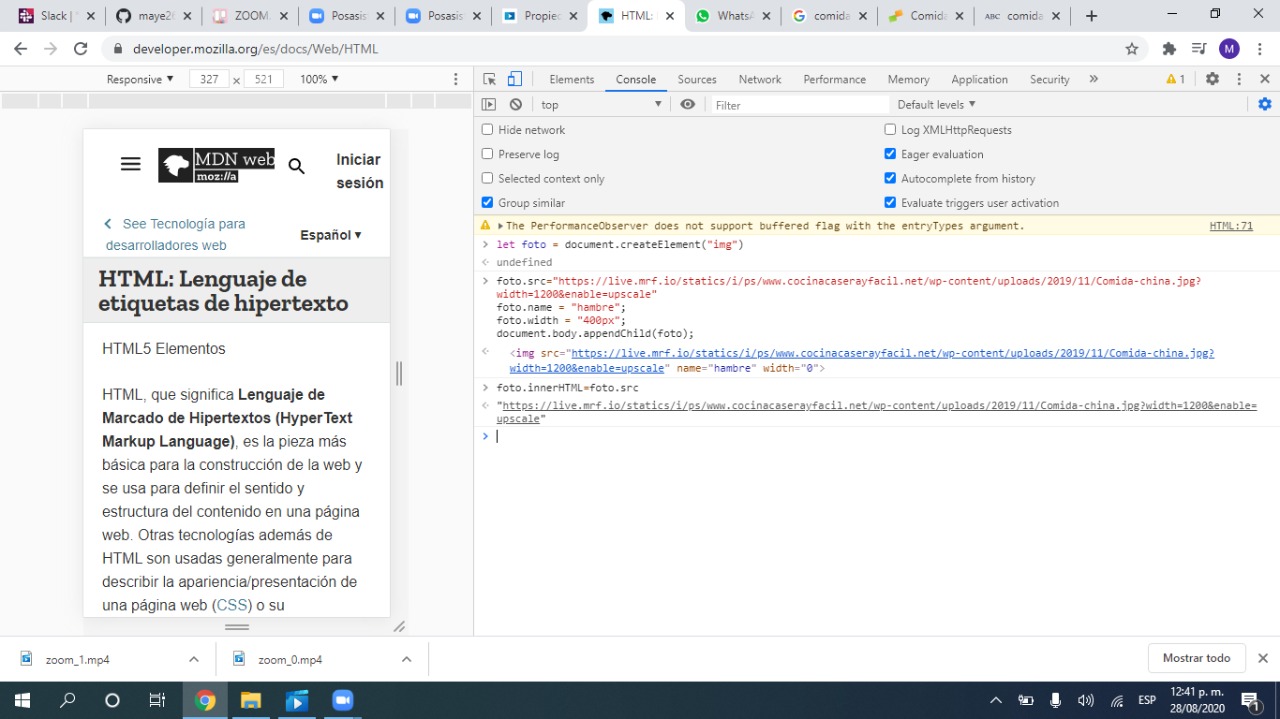 Slack |
maye2
ZOOM
Posasis
Posasis
Propied
HTML:
WhatsA
comida
Comida
ABC comida
developer.mozilla.org/es/docs/Web/HTML
M
Responsive ▼ 327 × 521 100% ▼
Elements Console Sources Network Performance Memory Application Security » 1
top ▼ Filter Default levels ▼
Hide network
Log XMLHttpRequests
Preserve log
Eager evaluation
Selected context only
Autocomplete from history
Group similar
Evaluate triggers user activation
The PerformanceObserver does not support buffered flag with the entryTypes argument. HTML:71
let foto = document.createElement("img")
undefined
foto.src="https://live.mrf.io/statics/i/ps/www.cocinacaserayfacil.net/wp-content/uploads/2019/11/Comida-china.jpg?
width=1200&enable=upscale"
foto.name = "hambre";
foto.width = "400px";
document.body.appendChild(foto);
<img src="https://live.mrf.io/statics/i/ps/www.cocinacaserayfacil.net/wp-content/uploads/2019/11/Comida-china.jpg?
width=1200&enable=upscale" name="hambre" width="0">
foto.innerHTML=foto.src
"https://live.mrf.io/statics/i/ps/www.cocinacaserayfacil.net/wp-content/uploads/2019/11/Comida-china.jpg?width=1200&enable=
upscale"
MDN web
moz://a
Iniciar
sesión
See Tecnología para
desarrolladores web
Español ▼
HTML: Lenguaje de
etiquetas de hipertexto
HTML5 Elementos
HTML, que significa Lenguaje de
Marcado de Hipertextos (HyperText
Markup Language), es la pieza más
básica para la construcción de la web y
se usa para definir el sentido y
estructura del contenido en una página
web. Otras tecnologías además de
HTML son usadas generalmente para
describir la apariencia/presentación de
una página web (CSS) o su
zoom_1.mp4
zoom_0.mp4
Mostrar todo
ESP
12:41 p. m.
28/08/2020
1